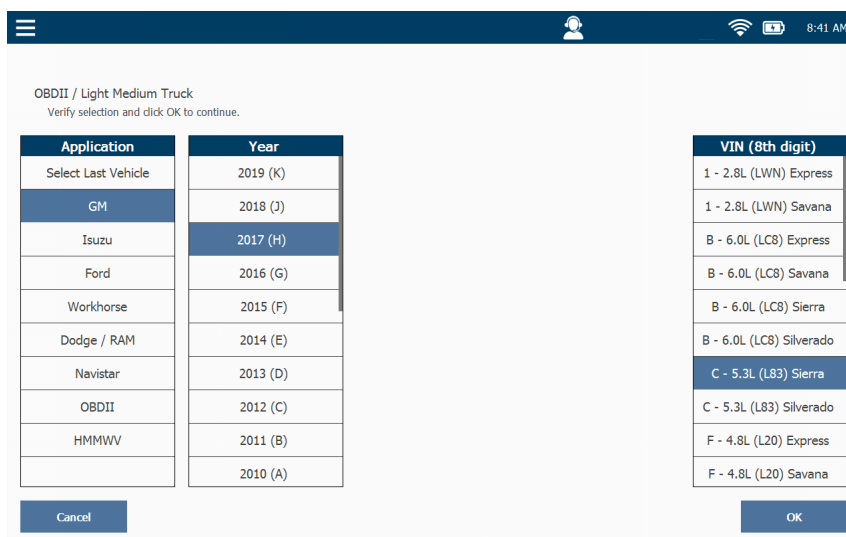 8:41 AM
OBDII / Light Medium Truck
Verify selection and click OK to continue.
Application
Select Last Vehicle
GM
Isuzu
Ford
Workhorse
Dodge / RAM
Navistar
OBDII
HMMWV
Year
2019 (K)
2018 (J)
2017 (H)
2016 (G)
2015 (F)
2014 (E)
2013 (D)
2012 (C)
2011 (B)
2010 (A)
VIN (8th digit)
1 - 2.8L (LWN) Express
1 - 2.8L (LWN) Savana
B - 6.0L (LC8) Express
B - 6.0L (LC8) Savana
B - 6.0L (LC8) Sierra
B - 6.0L (LC8) Silverado
C - 5.3L (L83) Sierra
C - 5.3L (L83) Silverado
F - 4.8L (L20) Express
F - 4.8L (L20) Savana
Cancel
OK